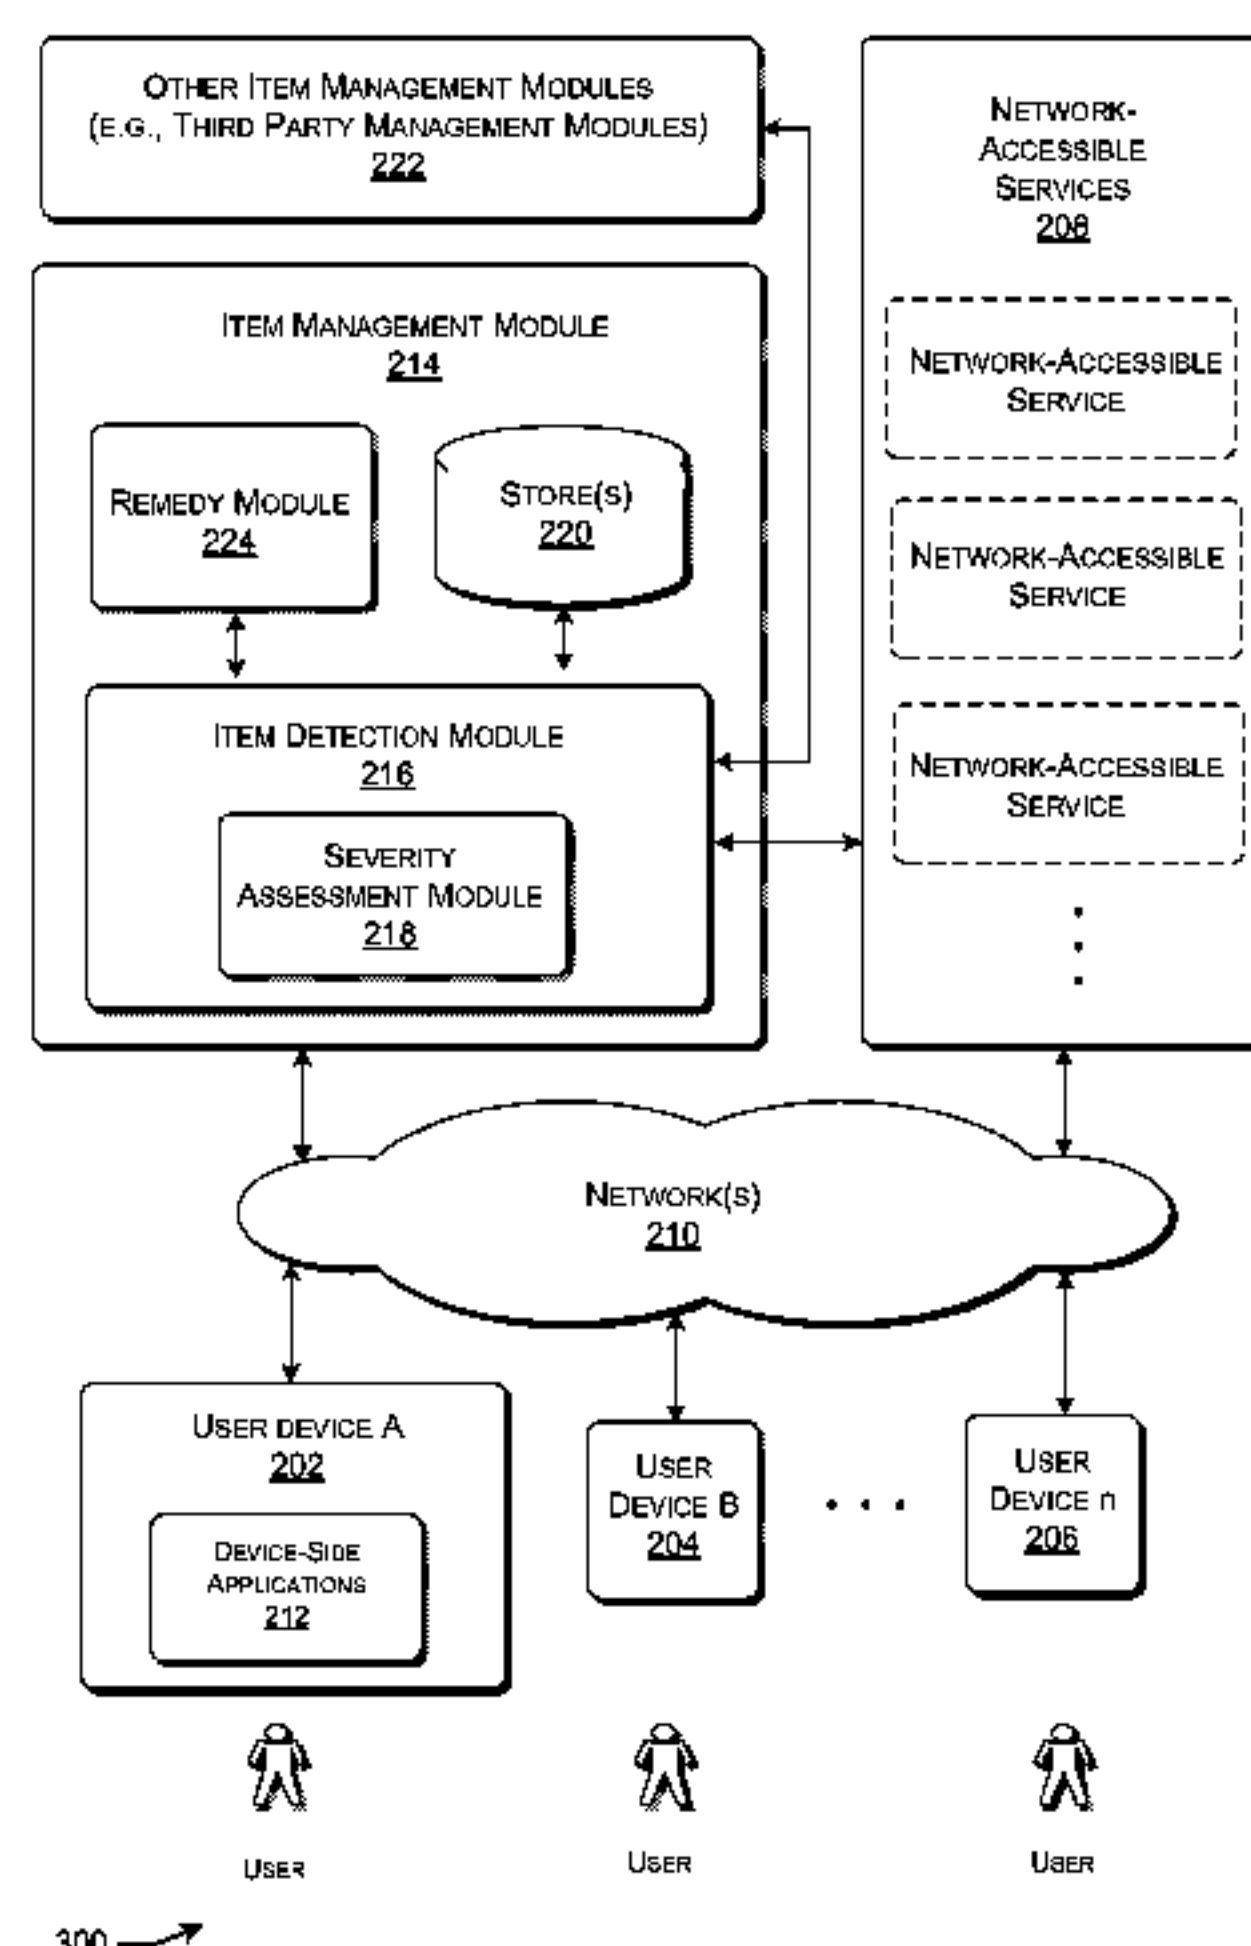 OTHER ITEM MANAGEMENT MODULES
(E.G., THIRD PARTY MANAGEMENT MODULES)
222
NETWORK-
ACCESSIBLE
SERVICES
208
ITEM MANAGEMENT MODULE
214
REMEDY MODULE
224
STORE(S)
220
NETWORK-ACCESSIBLE
SERVICE
NETWORK-ACCESSIBLE
SERVICE
NETWORK-ACCESSIBLE
SERVICE
ITEM DETECTION MODULE
216
SEVERITY
ASSESSMENT MODULE
218
NETWORK(S)
210
USER DEVICE A
202
DEVICE-SIDE
APPLICATIONS
212
USER
DEVICE B
204
USER
DEVICE n
206
USER
USER
USER
300